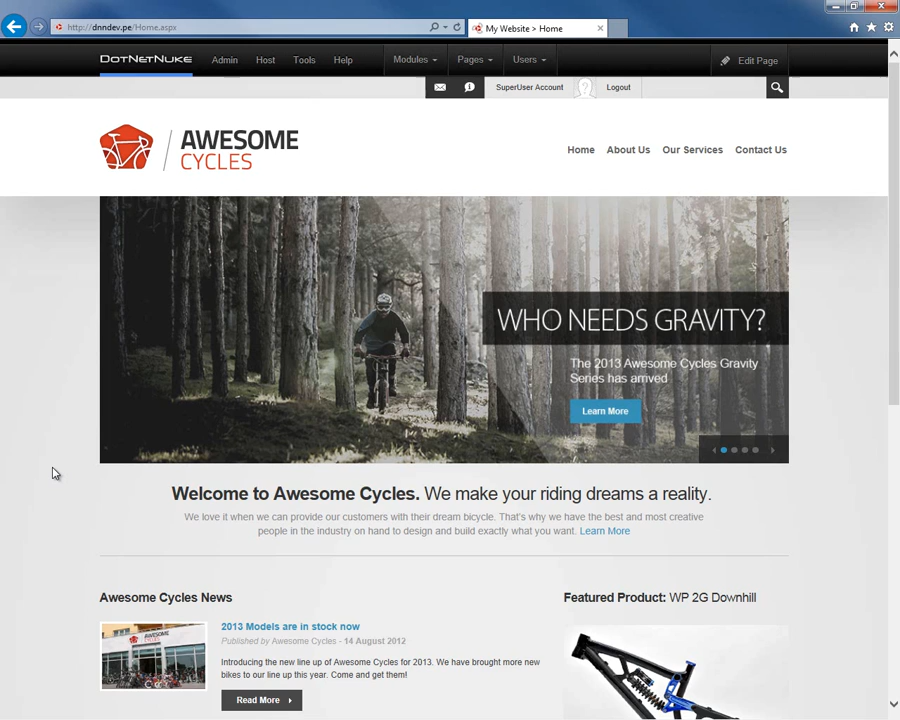 http://dnndev.pe/Home.aspx
My Website > Home
DOTNETNUKE Admin Host Tools Help Modules Pages Users Edit Page
SuperUser Account Logout
AWESOME
CYCLES
Home About Us Our Services Contact Us
WHO NEEDS GRAVITY?
The 2013 Awesome Cycles Gravity
Series has arrived
Learn More
Welcome to Awesome Cycles. We make your riding dreams a reality.
We love it when we can provide our customers with their dream bicycle. That's why we have the best and most creative
people in the industry on hand to design and build exactly what you want. Learn More
Awesome Cycles News
Featured Product: WP 2G Downhill
2013 Models are in stock now
Published by Awesome Cycles - 14 August 2012
AWESOME
Introducing the new line up of Awesome Cycles for 2013. We have brought more new
bikes to our line up this year. Come and get them!
Read More